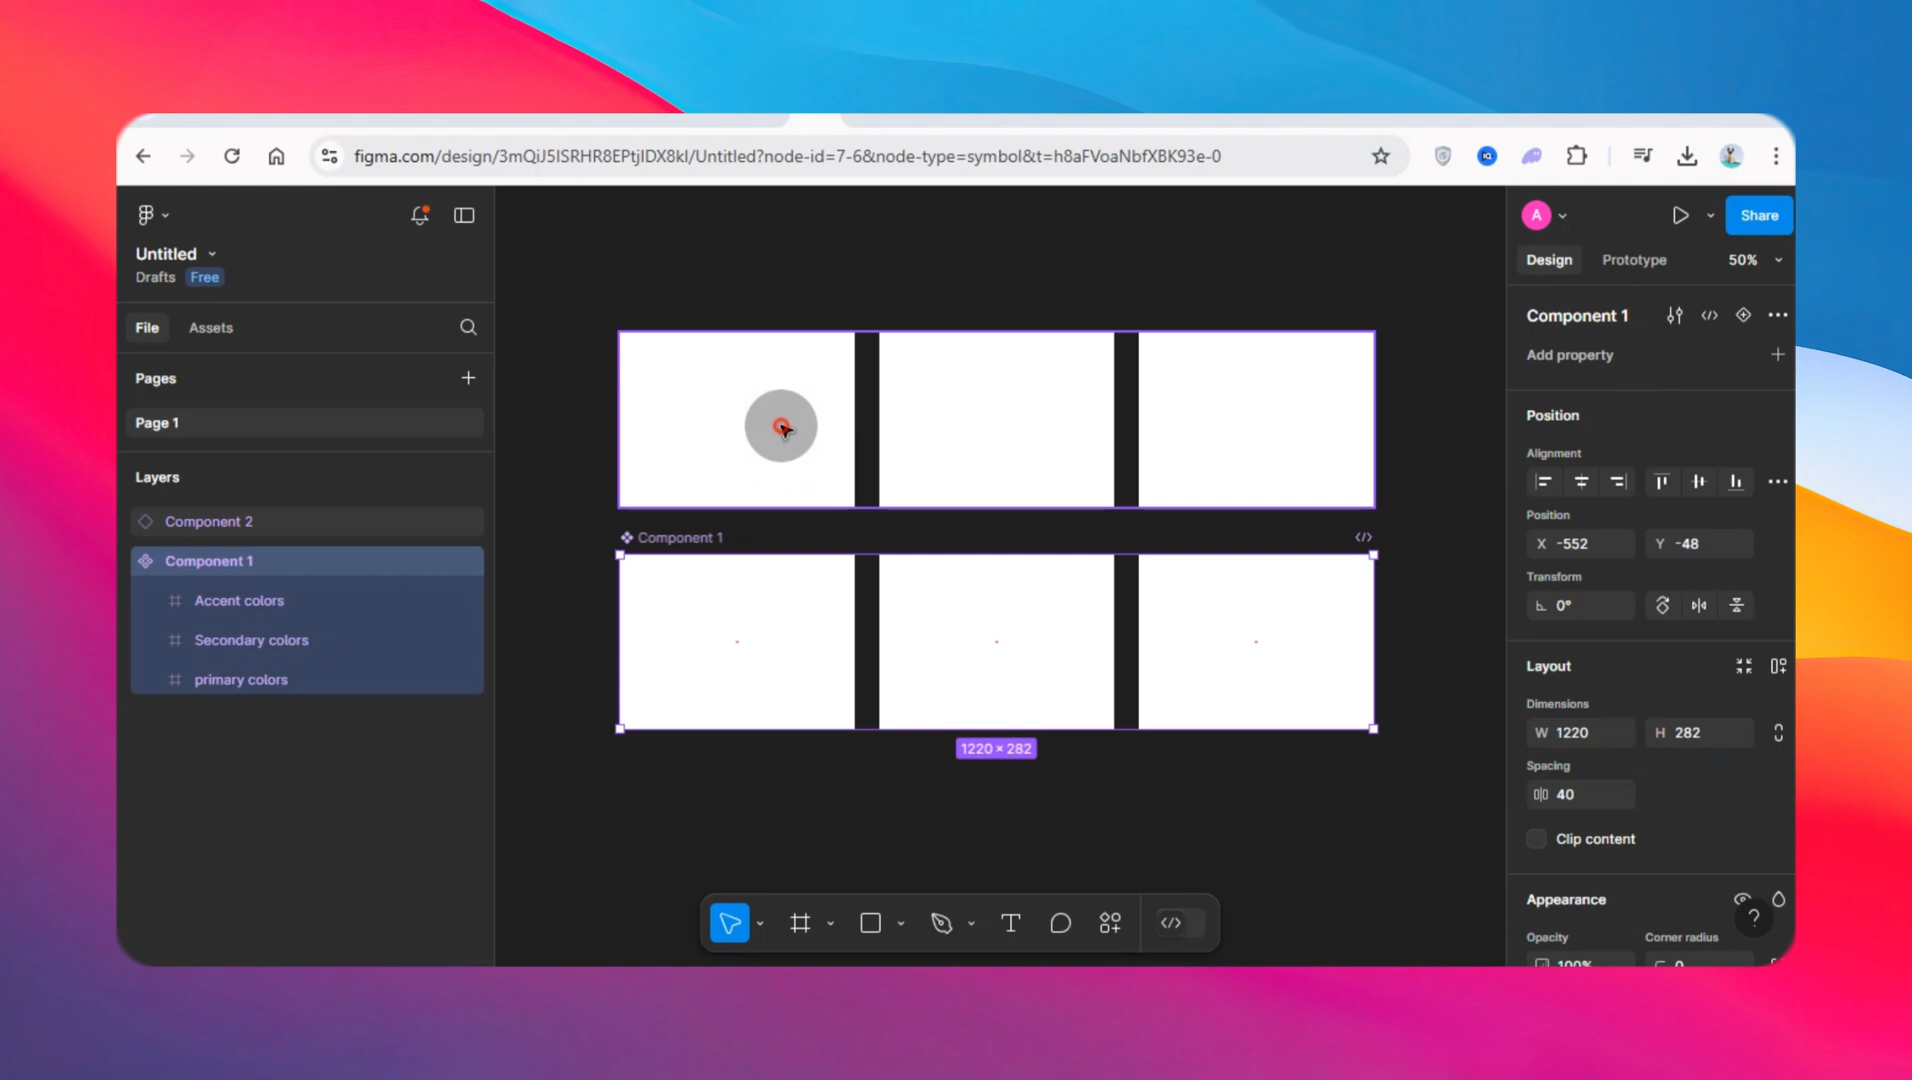 figma.com/design/3mQiJ5ISRHR8EPtjIDX8kI/Untitled?node-id=7-6&node-type=symbol&t=h8aFVoaNbfXBK93e-0
Untitled
Drafts Free
File Assets
Pages
Page 1
Layers
Component 2
Component 1
Accent colors
Secondary colors
primary colors
Component 1
1220 × 282
A
Share
Design Prototype 50%
Component 1
Add property
Position
Alignment
Position
X -552 Y -48
Transform
0°
Layout
Dimensions
W 1220 H 282
Spacing
40
Clip content
Appearance
?
Opacity Corner radius
100% 0